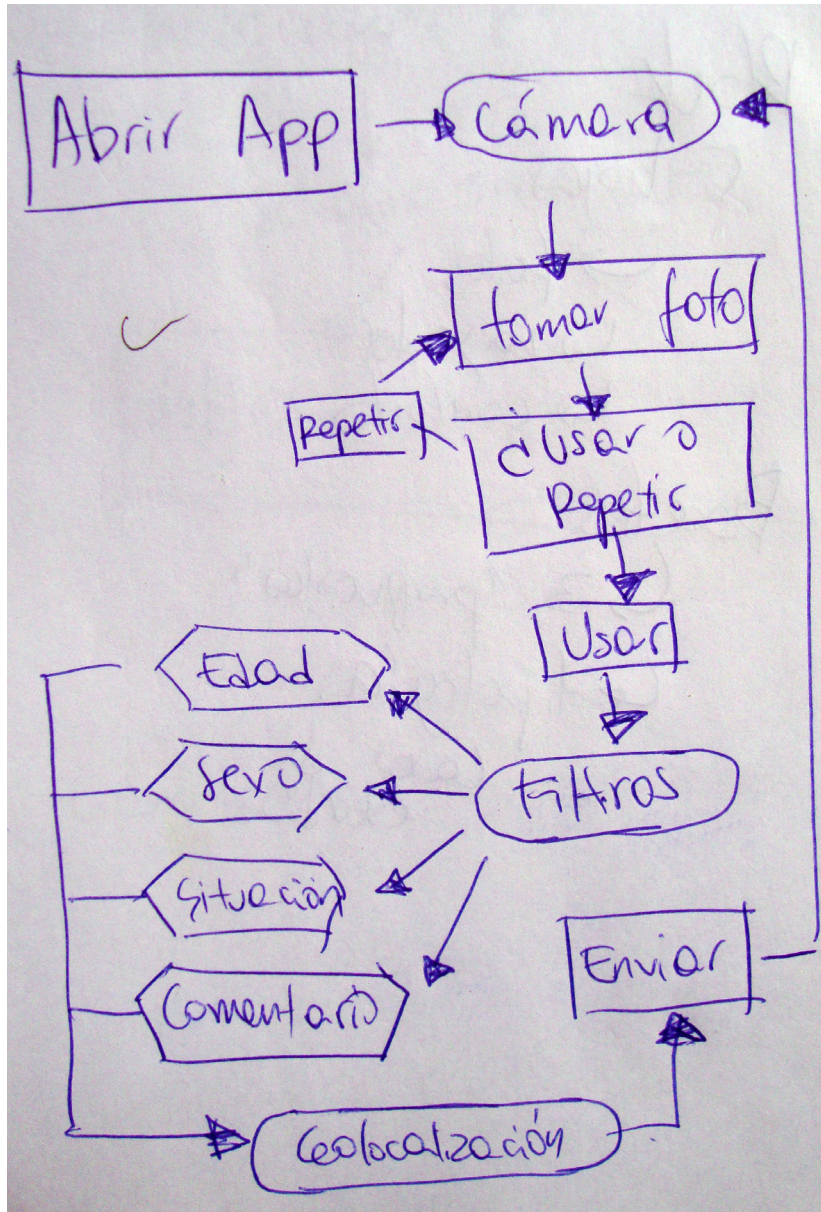 Abrir App
Cámara
tomar foto
Repetir
¿Usar o
Repetir
Usar
Filtros
Edad
Sexo
Situación
Comentario
Enviar
Geolocalización